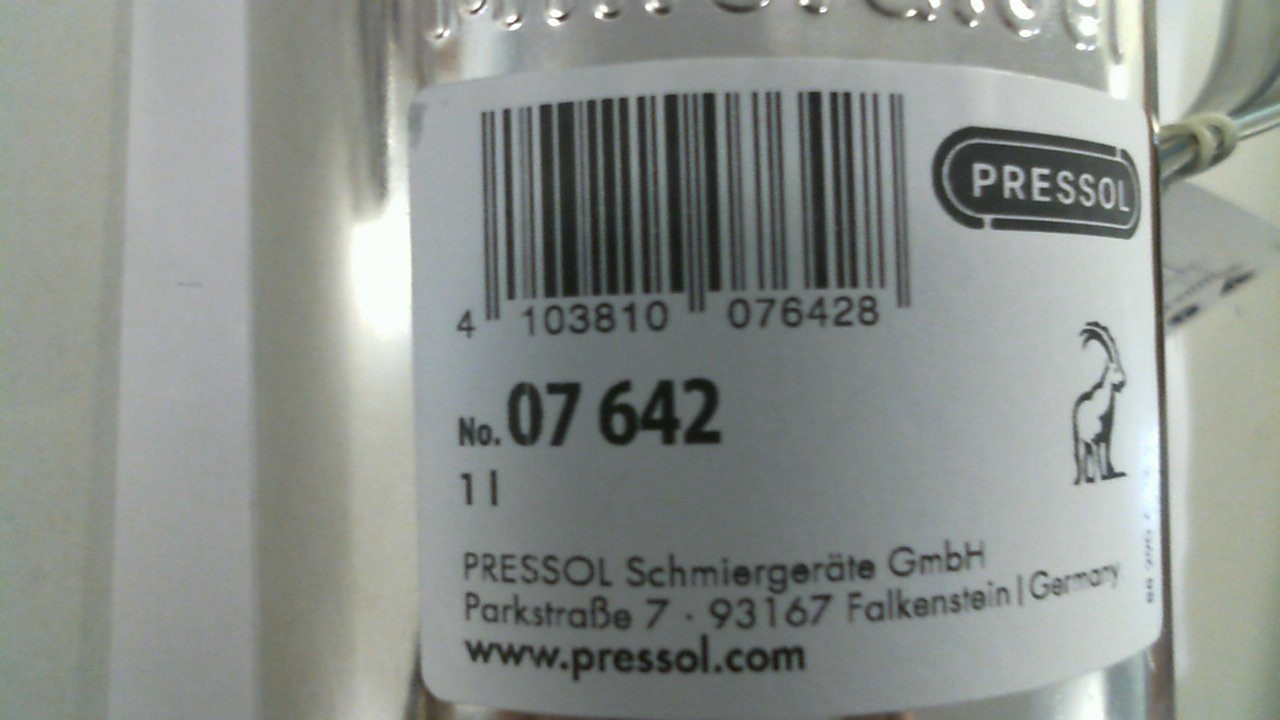 PRESSOL
4 103810 076428
No. 07 642
1 l
PRESSOL Schmiergeräte GmbH
Parkstraße 7 · 93167 Falkenstein | Germany
www.pressol.com